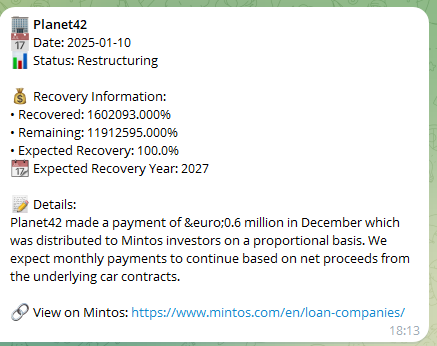 Planet42
Date: 2025-01-10
Status: Restructuring
Recovery Information:
• Recovered: 1602093.000%
• Remaining: 11912595.000%
• Expected Recovery: 100.0%
Expected Recovery Year: 2027
Details:
Planet42 made a payment of &euro;0.6 million in December which
was distributed to Mintos investors on a proportional basis. We
expect monthly payments to continue based on net proceeds from
the underlying car contracts.
View on Mintos: https://www.mintos.com/en/loan-companies/
18:13